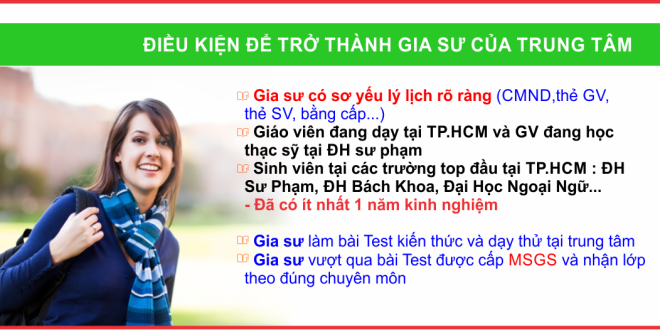 ĐIỀU KIỆN ĐỂ TRỞ THÀNH GIA SƯ CỦA TRUNG TÂM
Gia sư có sơ yếu lý lịch rõ ràng (CMND,thẻ GV,
thẻ SV, bằng cấp...)
Giáo viên đang dạy tại TP.HCM và GV đang học
thạc sỹ tại ĐH sư phạm
Sinh viên tại các trường top đầu tại TP.HCM : ĐH
Sư Phạm, ĐH Bách Khoa, Đại Học Ngoại Ngữ...
- Đã có ít nhất 1 năm kinh nghiệm
Gia sư làm bài Test kiến thức và dạy thử tại trung tâm
Gia sư vượt qua bài Test được cấp MSGS và nhận lớp
theo đúng chuyên môn